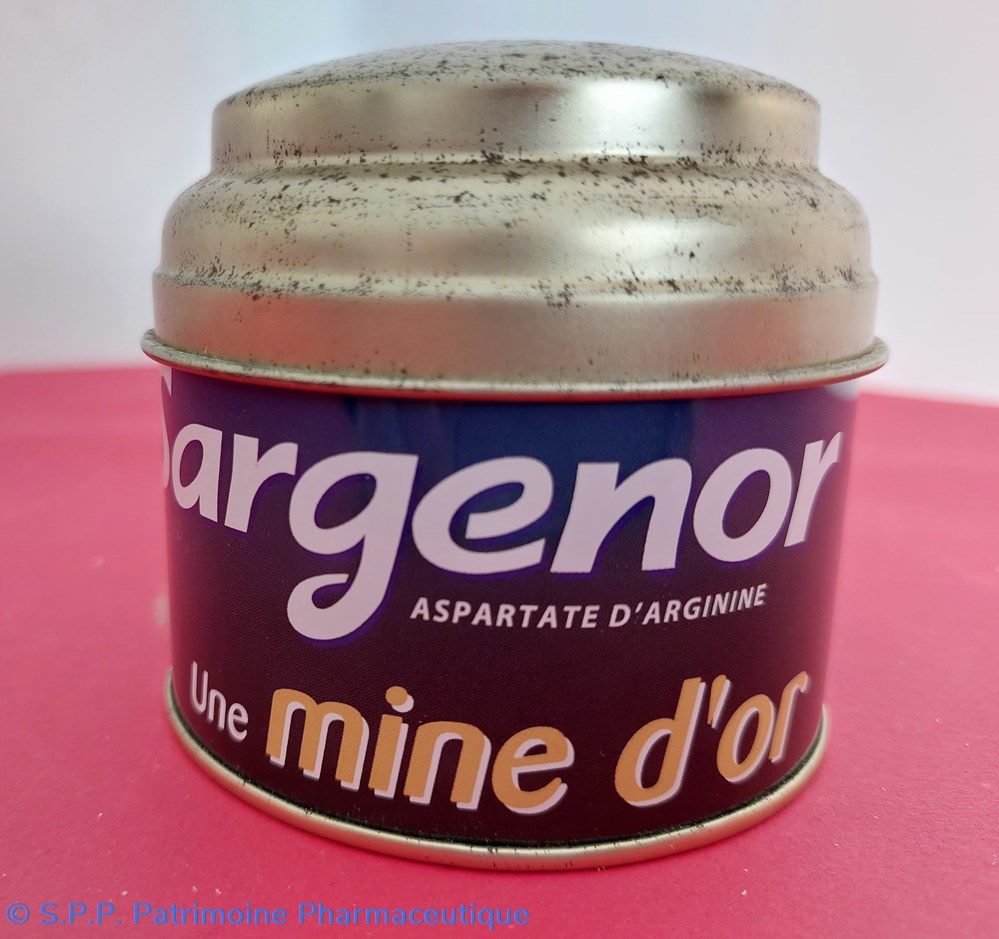 Sargenor
ASPARTATE D'ARGININE
Une mine d'or
© S.P.P. Patrimoine Pharmaceutique